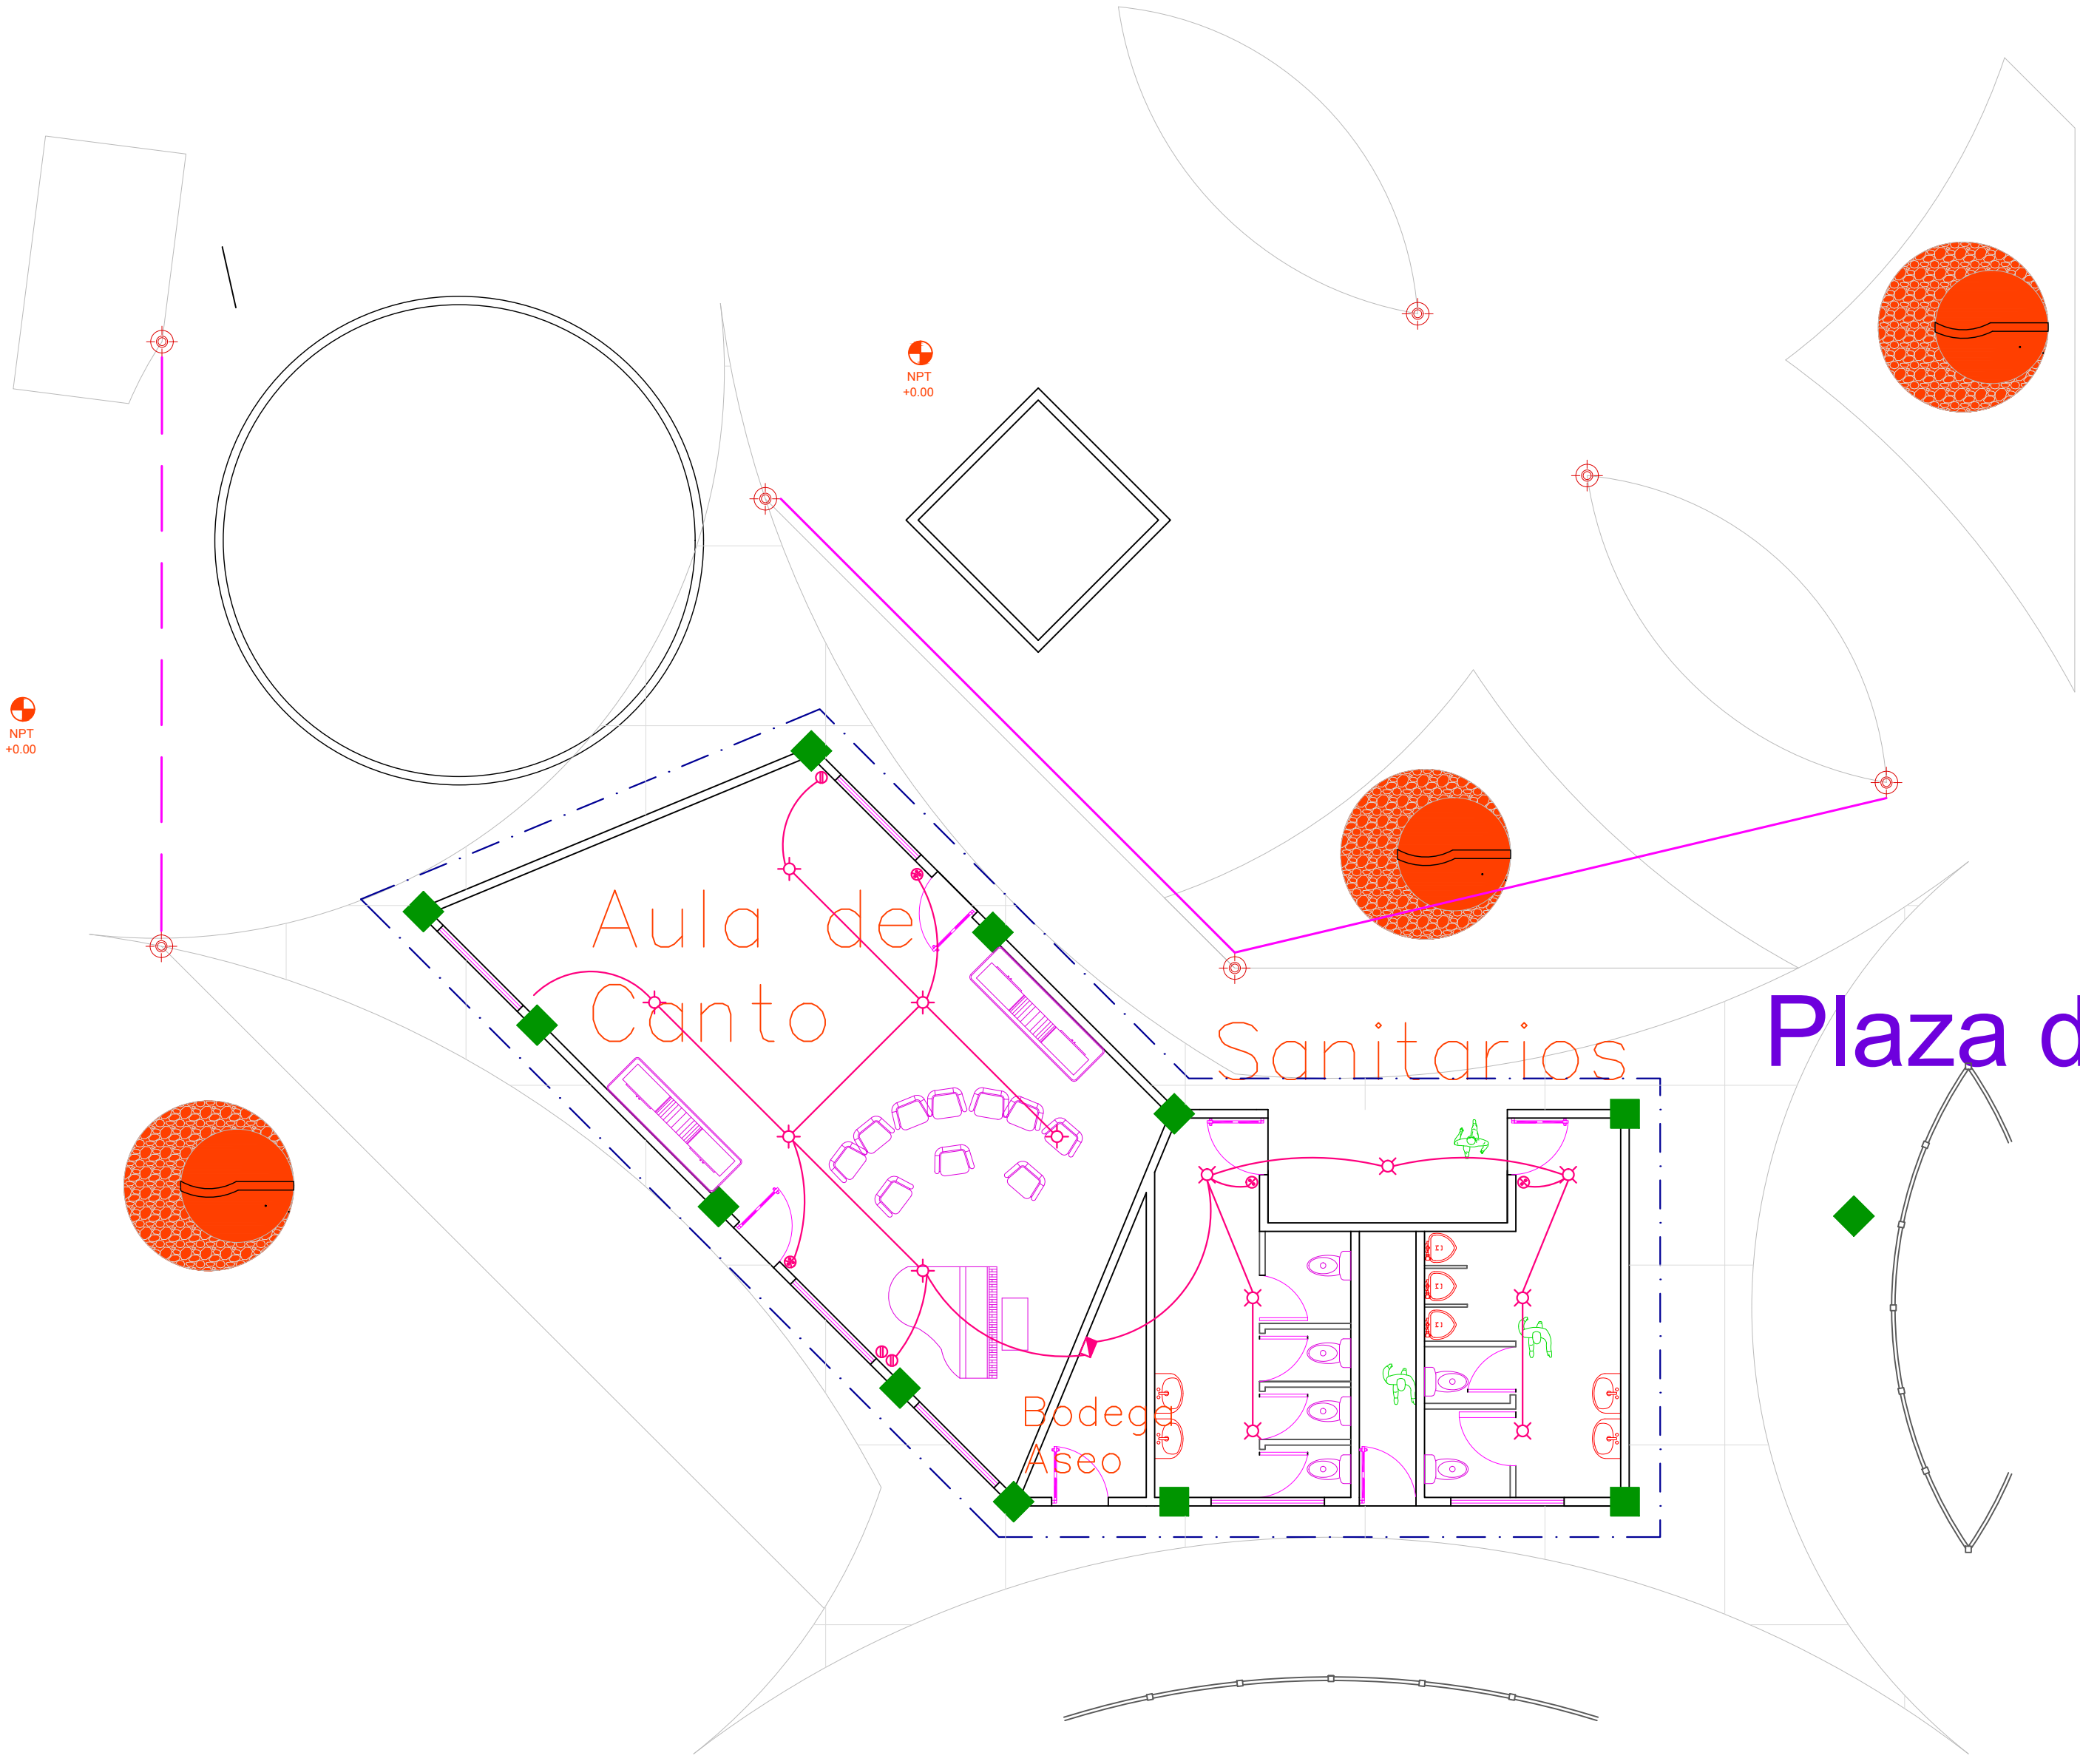 NPT
+0.00
NPT
+0.00
Aula de
Canto
Sanitarios
Plaza d
Bodega
Aseo